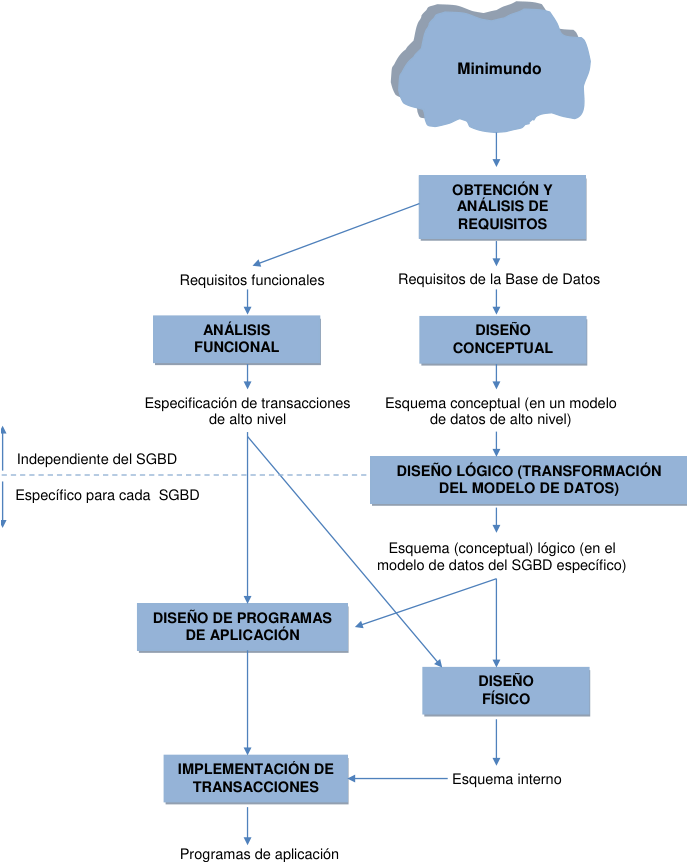 Minimundo
OBTENCIÓN Y
ANÁLISIS DE
REQUISITOS
Requisitos funcionales
Requisitos de la Base de Datos
ANÁLISIS
FUNCIONAL
DISEÑO
CONCEPTUAL
Especificación de transacciones
de alto nivel
Esquema conceptual (en un modelo
de datos de alto nivel)
Independiente del SGBD
Específico para cada SGBD
DISEÑO LÓGICO (TRANSFORMACIÓN
DEL MODELO DE DATOS)
Esquema (conceptual) lógico (en el
modelo de datos del SGBD específico)
DISEÑO DE PROGRAMAS
DE APLICACIÓN
DISEÑO
FÍSICO
IMPLEMENTACIÓN DE
TRANSACCIONES
Esquema interno
Programas de aplicación